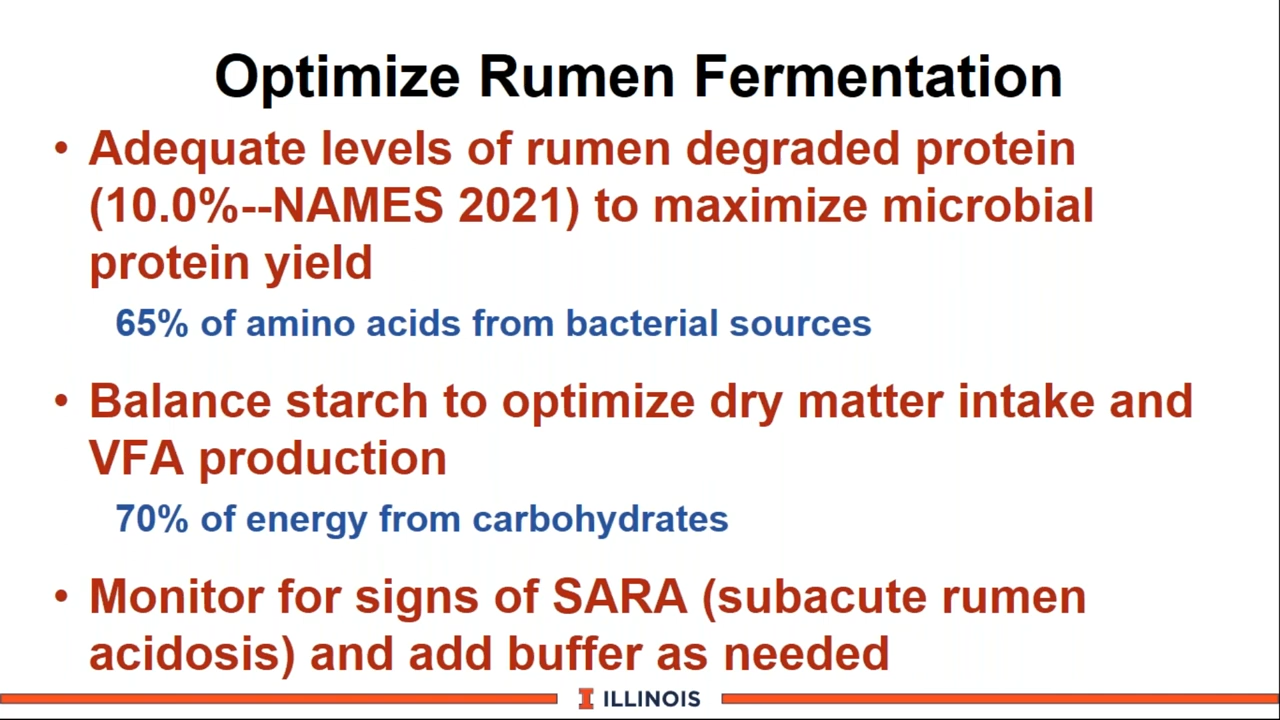 Optimize Rumen Fermentation
• Adequate levels of rumen degraded protein
(10.0%--NAMES 2021) to maximize microbial
protein yield
65% of amino acids from bacterial sources
• Balance starch to optimize dry matter intake and
VFA production
70% of energy from carbohydrates
• Monitor for signs of SARA (subacute rumen
acidosis) and add buffer as needed
I ILLINOIS